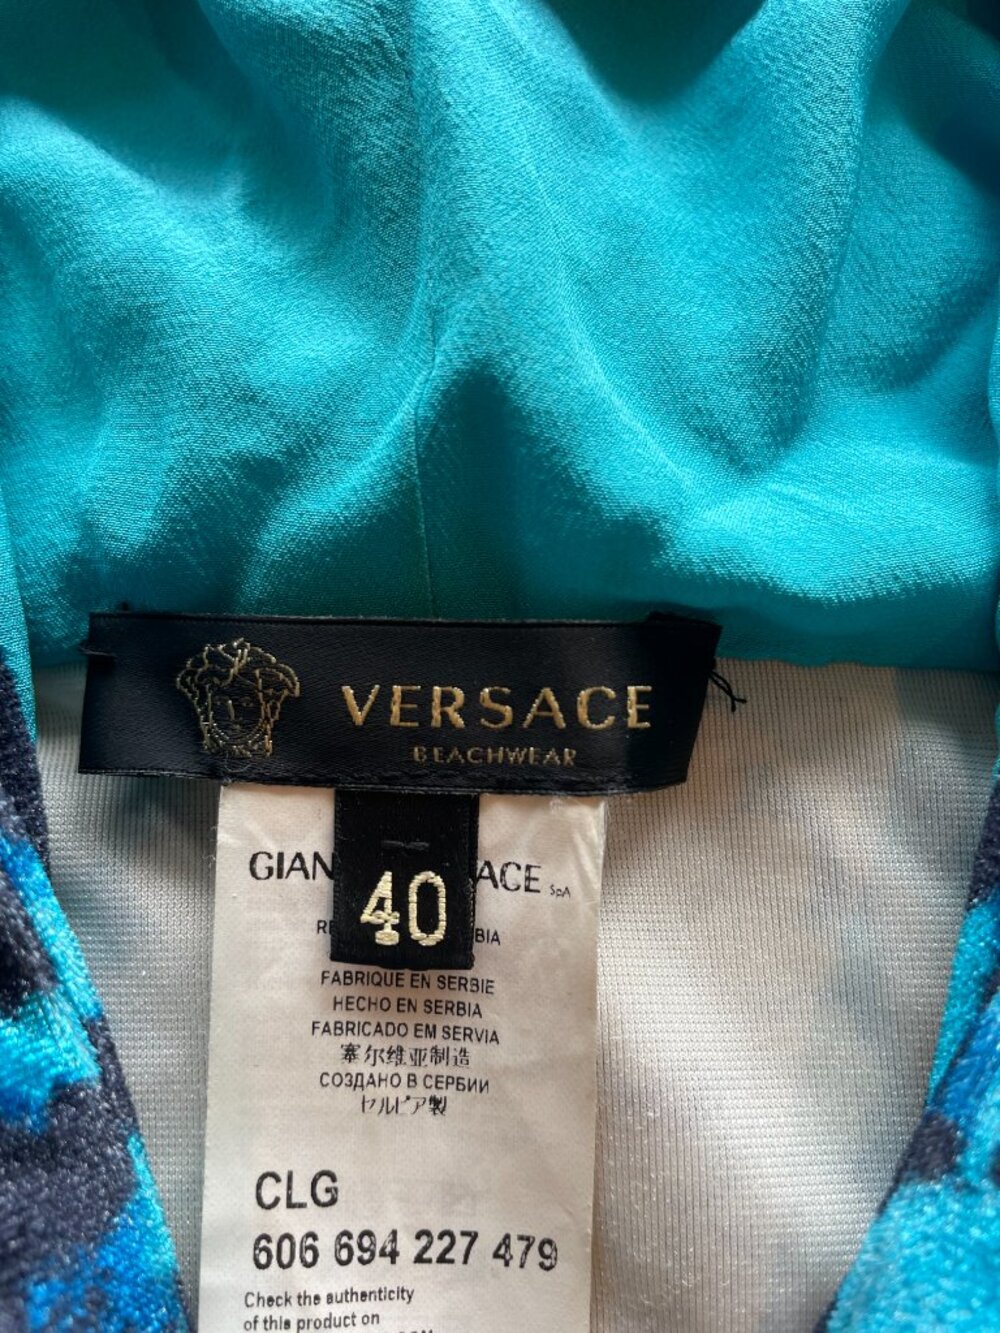 VERSACE
BEACHWEAR
40
GIAN ACE SpA
RE BIA
FABRIQUE EN SERBIE
HECHO EN SERBIA
FABRICADO EM SERVIA
塞尔维亚制造
СОЗДАНО В СЕРБИИ
セルビア製
CLG
606 694 227 479
Check the authenticity
of this product on